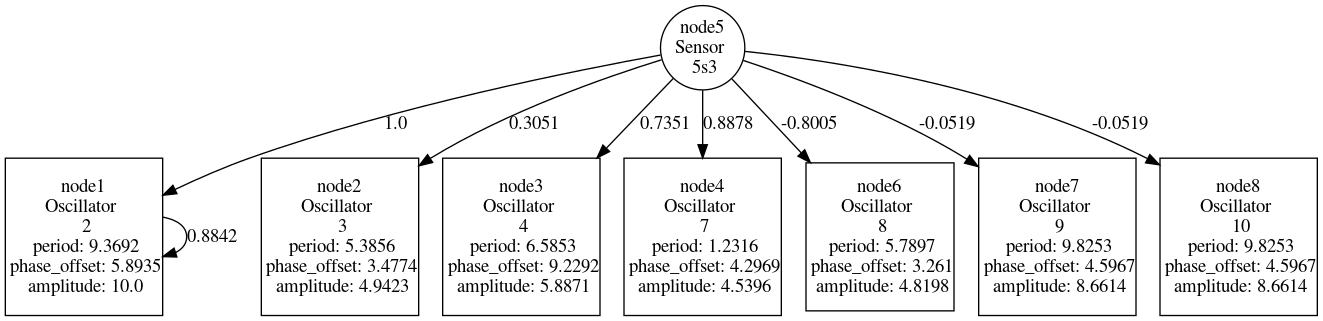 node5
Sensor
5s3
1.0
0.3051
0.7351
0.8878
-0.8005
-0.0519
-0.0519
node1
Oscillator
2
period: 9.3692
phase_offset: 5.8935
amplitude: 10.0
0.8842
node2
Oscillator
3
period: 5.3856
phase_offset: 3.4774
amplitude: 4.9423
node3
Oscillator
4
period: 6.5853
phase_offset: 9.2292
amplitude: 5.8871
node4
Oscillator
7
period: 1.2316
phase_offset: 4.2969
amplitude: 4.5396
node6
Oscillator
8
period: 5.7897
phase_offset: 3.261
amplitude: 4.8198
node7
Oscillator
9
period: 9.8253
phase_offset: 4.5967
amplitude: 8.6614
node8
Oscillator
10
period: 9.8253
phase_offset: 4.5967
amplitude: 8.6614